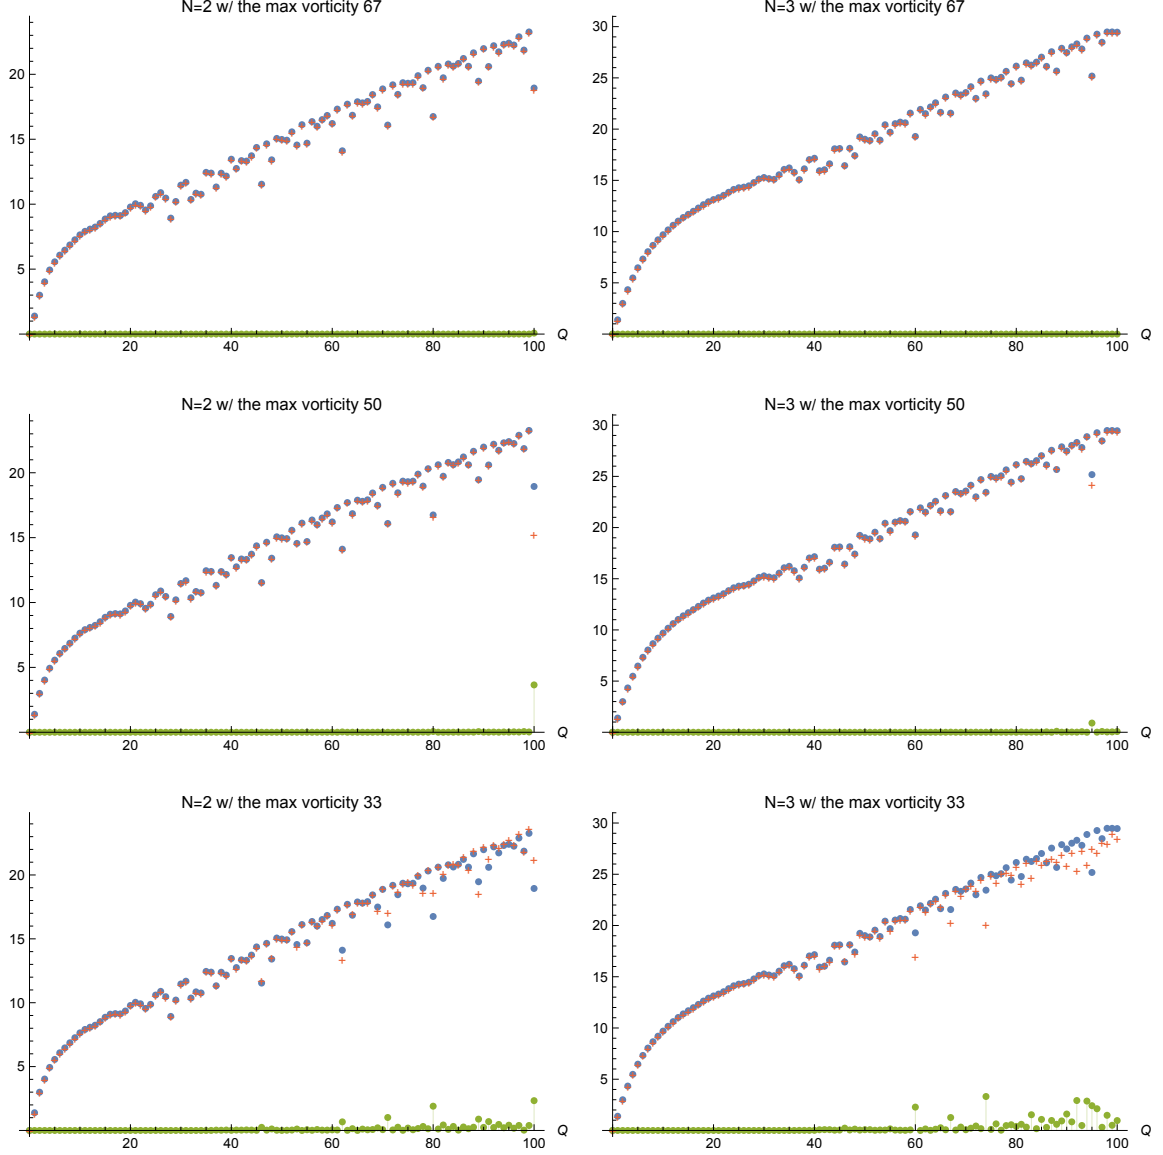 N=2 w/ the max vorticity 67
20
15
10
5
20 40 60 80 100 Q
N=3 w/ the max vorticity 67
30
25
20
15
10
5
20 40 60 80 100 Q
N=2 w/ the max vorticity 50
20
15
10
5
20 40 60 80 100 Q
N=3 w/ the max vorticity 50
30
25
20
15
10
5
20 40 60 80 100 Q
N=2 w/ the max vorticity 33
20
15
10
5
20 40 60 80 100 Q
N=3 w/ the max vorticity 33
30
25
20
15
10
5
20 40 60 80 100 Q